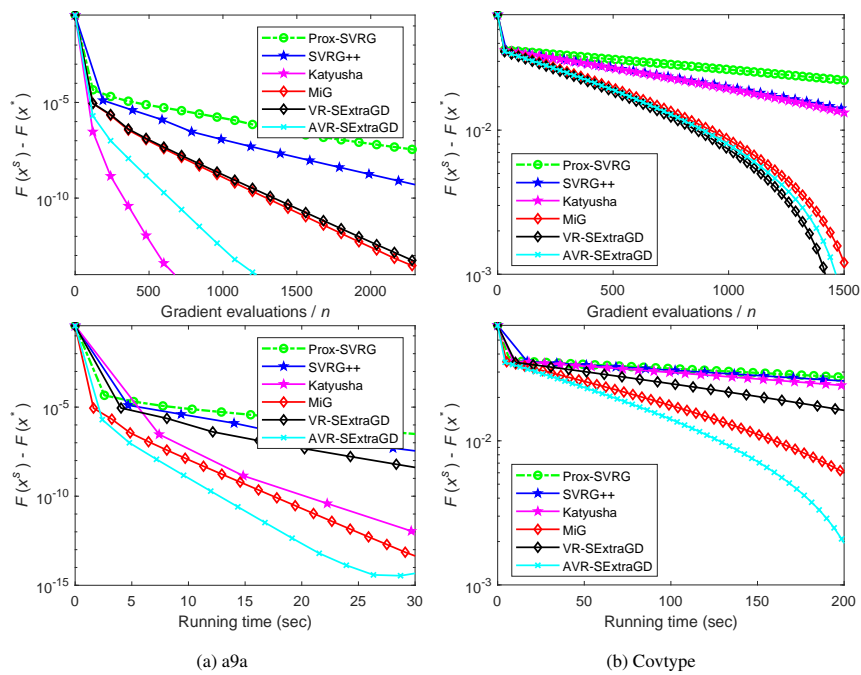 F (x^s) - F (x^*)
10^-5
10^-10
Prox-SVRG
SVRG++
Katyusha
MiG
VR-SExtraGD
AVR-SExtraGD
0 500 1000 1500 2000
Gradient evaluations / n
F (x^s) - F (x^*)
10^-2
10^-3
Prox-SVRG
SVRG++
Katyusha
MiG
VR-SExtraGD
AVR-SExtraGD
0 500 1000 1500
Gradient evaluations / n
F (x^s) - F (x^*)
10^-5
10^-10
10^-15
Prox-SVRG
SVRG++
Katyusha
MiG
VR-SExtraGD
AVR-SExtraGD
0 5 10 15 20 25 30
Running time (sec)
F (x^s) - F (x^*)
10^-2
10^-3
Prox-SVRG
SVRG++
Katyusha
MiG
VR-SExtraGD
AVR-SExtraGD
0 50 100 150 200
Running time (sec)
(a) a9a
(b) Covtype